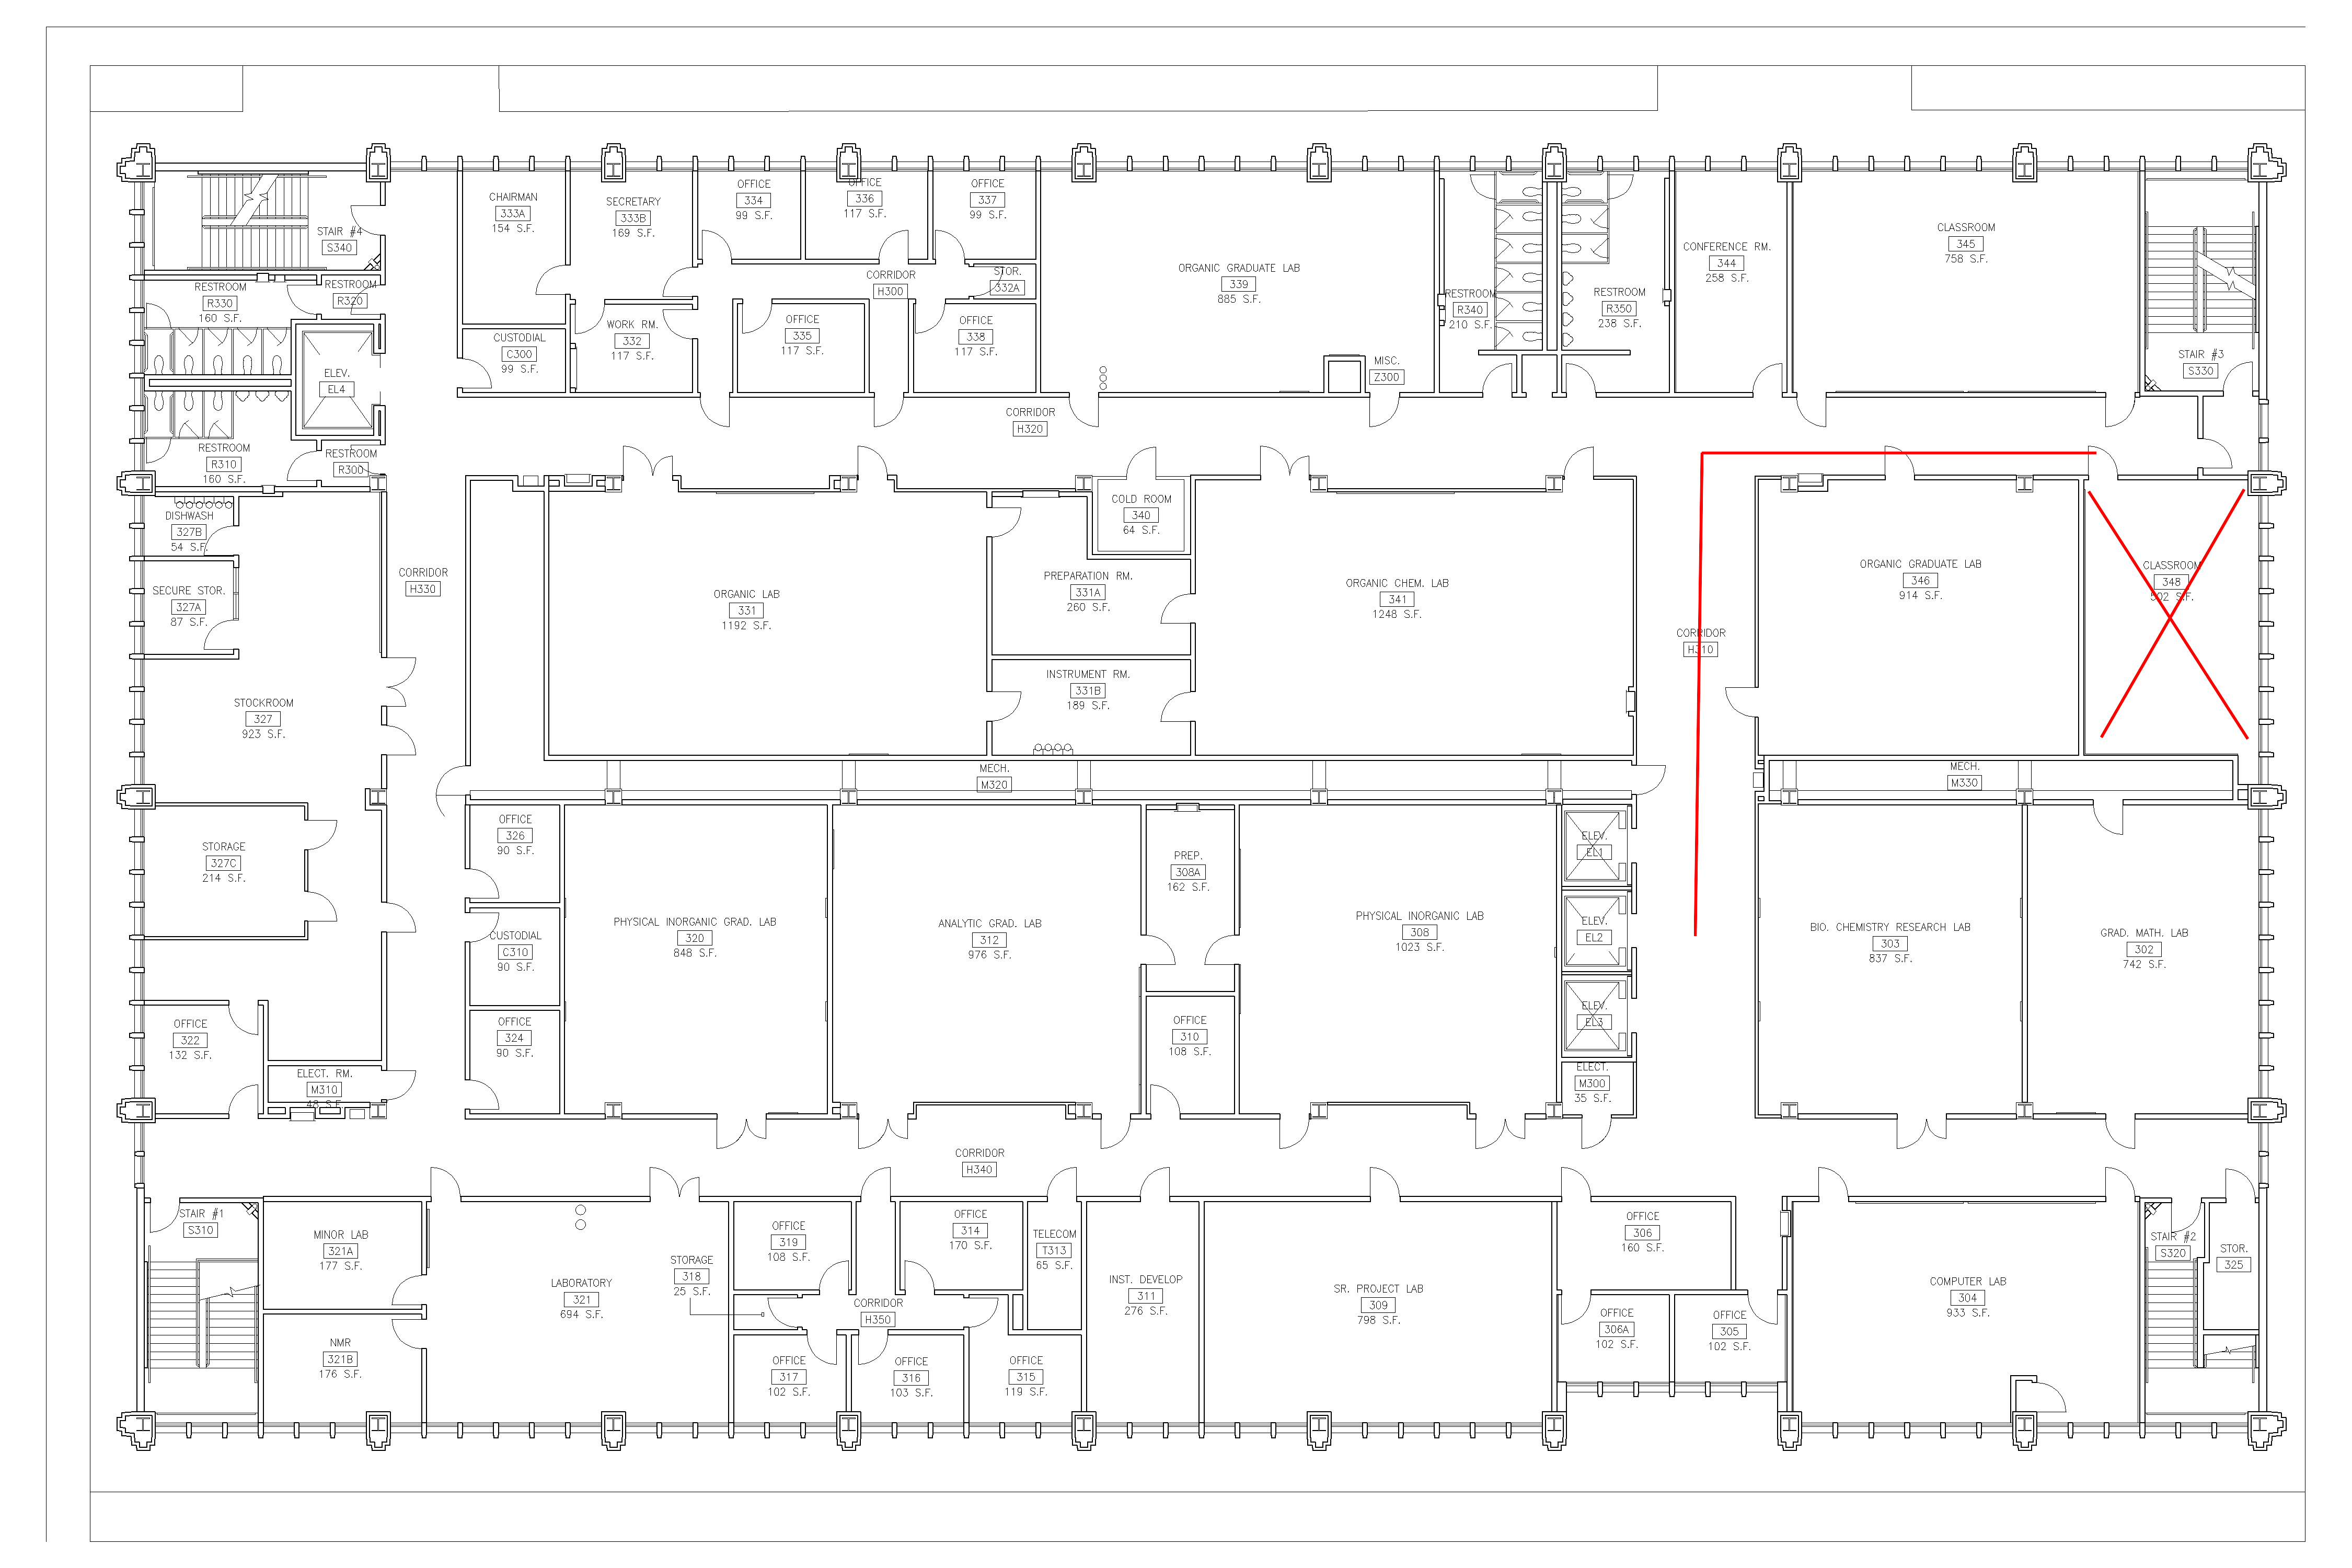 STAIR #4
S340
CHAIRMAN
333A
154 S.F.
SECRETARY
333B
169 S.F.
OFFICE
334
99 S.F.
OFFICE
336
117 S.F.
OFFICE
337
99 S.F.
CORRIDOR
H300
STOR.
332A
ORGANIC GRADUATE LAB
339
885 S.F.
RESTROOM
R340
210 S.F.
RESTROOM
R350
238 S.F.
CONFERENCE RM.
344
258 S.F.
CLASSROOM
345
758 S.F.
STAIR #3
S330
RESTROOM
R330
160 S.F.
RESTROOM
R320
ELEV.
EL4
CUSTODIAL
C300
99 S.F.
WORK RM.
332
117 S.F.
OFFICE
335
117 S.F.
OFFICE
338
117 S.F.
MISC.
Z300
CORRIDOR
H320
RESTROOM
R310
160 S.F.
RESTROOM
R300
DISHWASH
327B
54 S.F.
SECURE STOR.
327A
87 S.F.
CORRIDOR
H330
ORGANIC LAB
331
1192 S.F.
COLD ROOM
340
64 S.F.
PREPARATION RM.
331A
260 S.F.
ORGANIC CHEM. LAB
341
1248 S.F.
CORRIDOR
H310
ORGANIC GRADUATE LAB
346
914 S.F.
CLASSROOM
348
502 S.F.
STOCKROOM
327
923 S.F.
INSTRUMENT RM.
331B
189 S.F.
MECH.
M320
MECH.
M330
STORAGE
327C
214 S.F.
OFFICE
326
90 S.F.
CUSTODIAL
C310
90 S.F.
OFFICE
324
90 S.F.
PHYSICAL INORGANIC GRAD. LAB
320
848 S.F.
ANALYTIC GRAD. LAB
312
976 S.F.
PREP.
308A
162 S.F.
OFFICE
310
108 S.F.
PHYSICAL INORGANIC LAB
308
1023 S.F.
ELEV.
EL1
ELEV.
EL2
ELEV.
EL3
ELECT.
M300
35 S.F.
BIO. CHEMISTRY RESEARCH LAB
303
837 S.F.
GRAD. MATH. LAB
302
742 S.F.
OFFICE
322
132 S.F.
ELECT. RM.
M310
48 S.F.
CORRIDOR
H340
STAIR #1
S310
MINOR LAB
321A
177 S.F.
NMR
321B
176 S.F.
LABORATORY
321
694 S.F.
STORAGE
318
25 S.F.
OFFICE
319
108 S.F.
OFFICE
314
170 S.F.
CORRIDOR
H350
OFFICE
317
102 S.F.
OFFICE
316
103 S.F.
OFFICE
315
119 S.F.
TELECOM
T313
65 S.F.
INST. DEVELOP
311
276 S.F.
SR. PROJECT LAB
309
798 S.F.
OFFICE
306
160 S.F.
OFFICE
306A
102 S.F.
OFFICE
305
102 S.F.
COMPUTER LAB
304
933 S.F.
STAIR #2
S320
STOR.
325